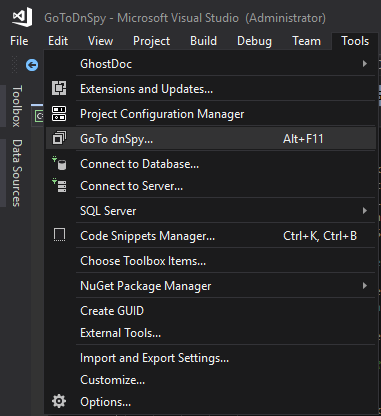 GoToDnSpy - Microsoft Visual Studio (Administrator)
File Edit View Project Build Debug Team Tools
Toolbox
Data Sources
GhostDoc
Extensions and Updates...
Project Configuration Manager
GoTo dnSpy... Alt+F11
Connect to Database...
Connect to Server...
SQL Server
Code Snippets Manager... Ctrl+K, Ctrl+B
Choose Toolbox Items...
NuGet Package Manager
Create GUID
External Tools...
Import and Export Settings...
Customize...
Options...